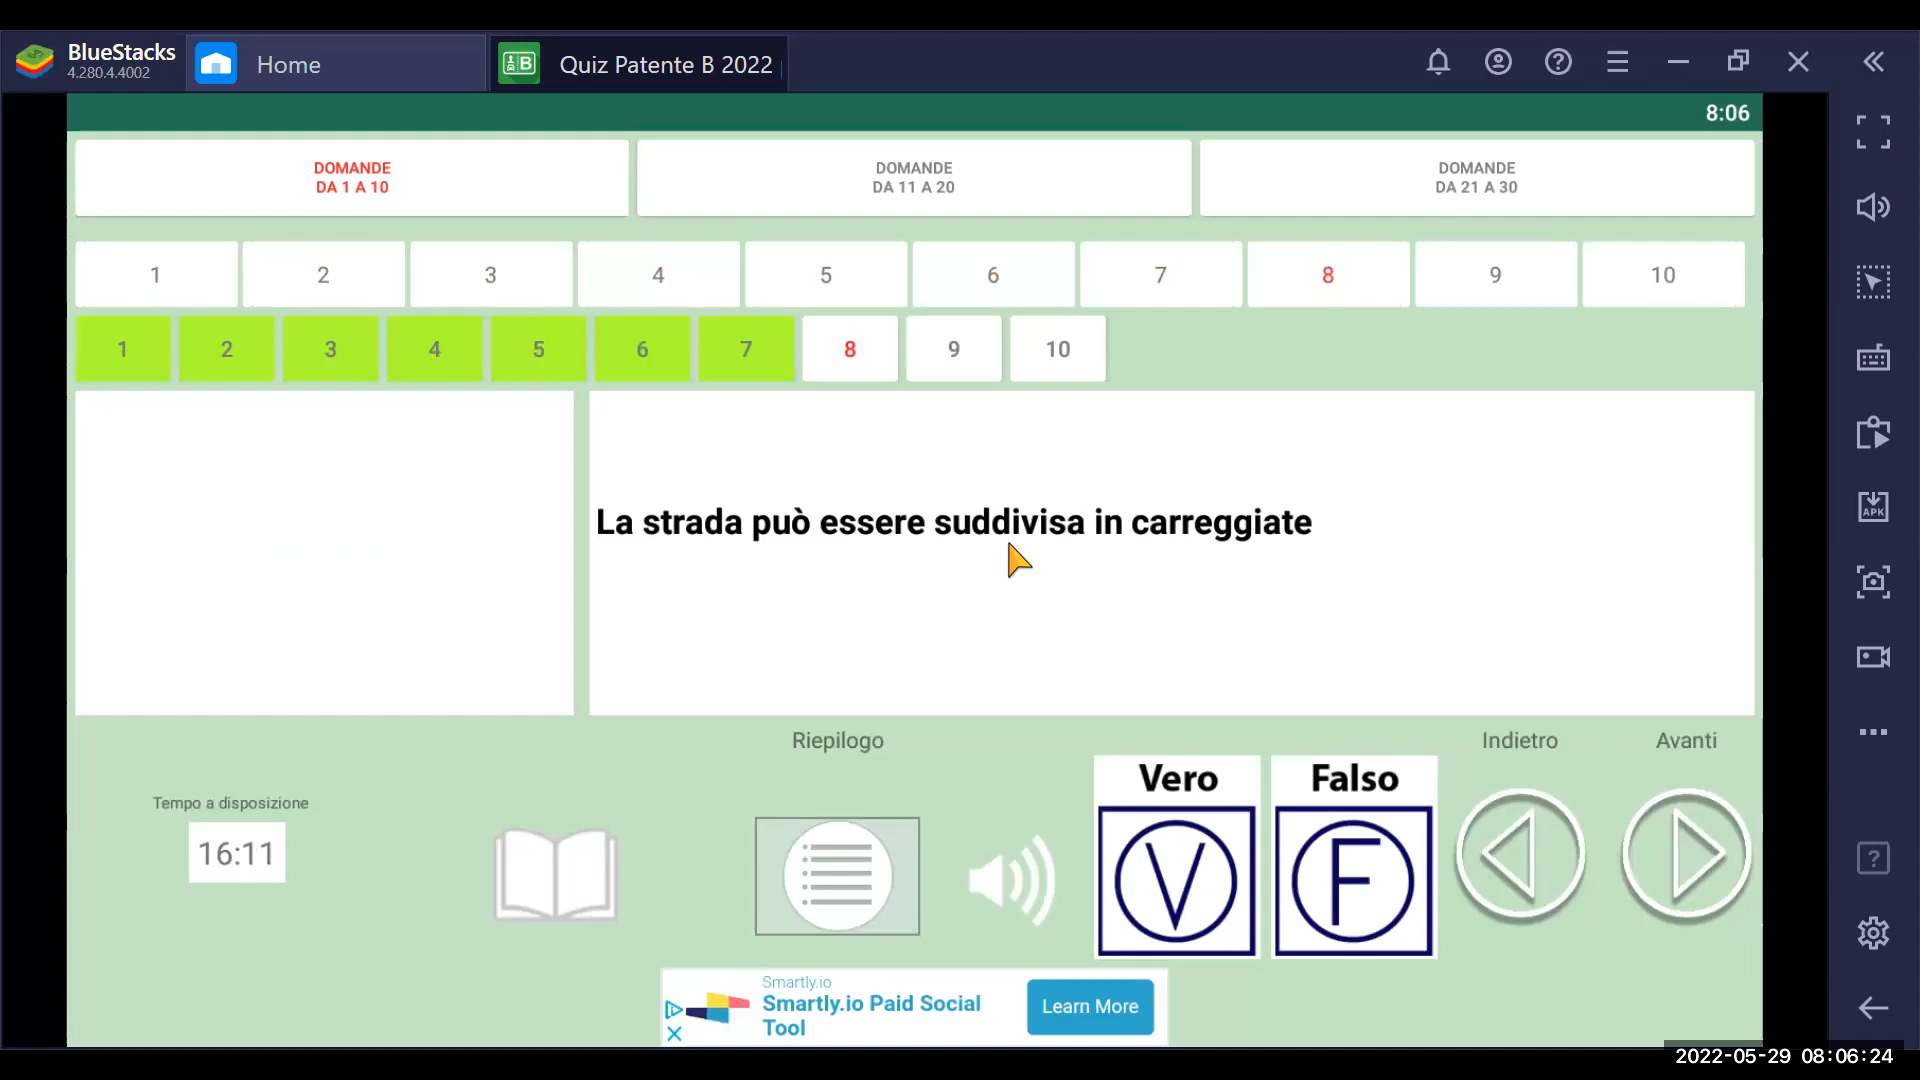 BlueStacks
4.280.4.4002
Home
Quiz Patente B 2022
8:06
DOMANDE
DA 1 A 10
DOMANDE
DA 11 A 20
DOMANDE
DA 21 A 30
1 2 3 4 5 6 7 8 9 10
1 2 3 4 5 6 7 8 9 10
La strada può essere suddivisa in carreggiate
Riepilogo
Indietro
Avanti
Vero
Falso
Tempo a disposizione
16:11
V
F
Smartly.io
Smartly.io Paid Social
Tool
Learn More
APK
2022-05-29 08:06:24